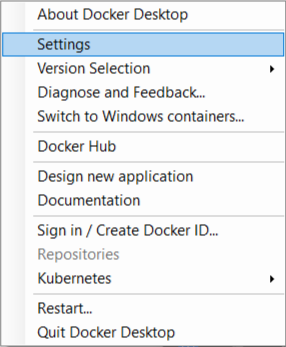 About Docker Desktop
Settings
Version Selection
Diagnose and Feedback...
Switch to Windows containers...
Docker Hub
Design new application
Documentation
Sign in / Create Docker ID...
Repositories
Kubernetes
Restart...
Quit Docker Desktop